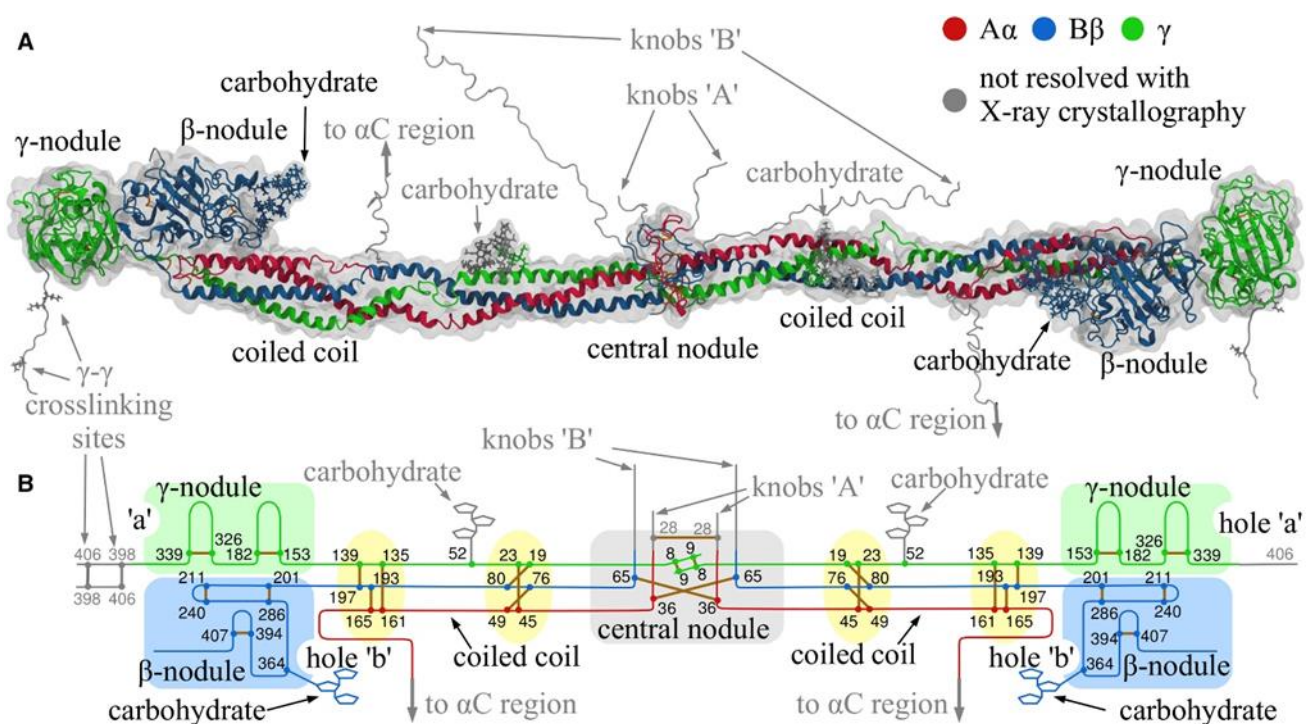 A
knobs 'B'
Aα Bβ γ
not resolved with
X-ray crystallography
carbohydrate
knobs 'A'
β-nodule
to αC region
γ-nodule
carbohydrate
carbohydrate
γ-nodule
coiled coil
central nodule
coiled coil
carbohydrate
β-nodule
γ-γ
crosslinking
sites
to αC region
knobs 'B'
B
γ-nodule
carbohydrate
knobs 'A'
carbohydrate
γ-nodule
'a'
hole 'a'
406 398
339 326 182 153 139 135 52 23 19 28 28 8 9 19 23 52 135 139 153 182 326 339 406
398 406
211 201 193 80 76 65 9 8 65 76 80 193 201 211
240 286 197 36 36 197 286 240
165 161 49 45 45 49 161 165
407 394
central nodule
394 407
364
hole 'b'
coiled coil
coiled coil
hole 'b'
364
β-nodule
β-nodule
carbohydrate
to αC region
to αC region
carbohydrate